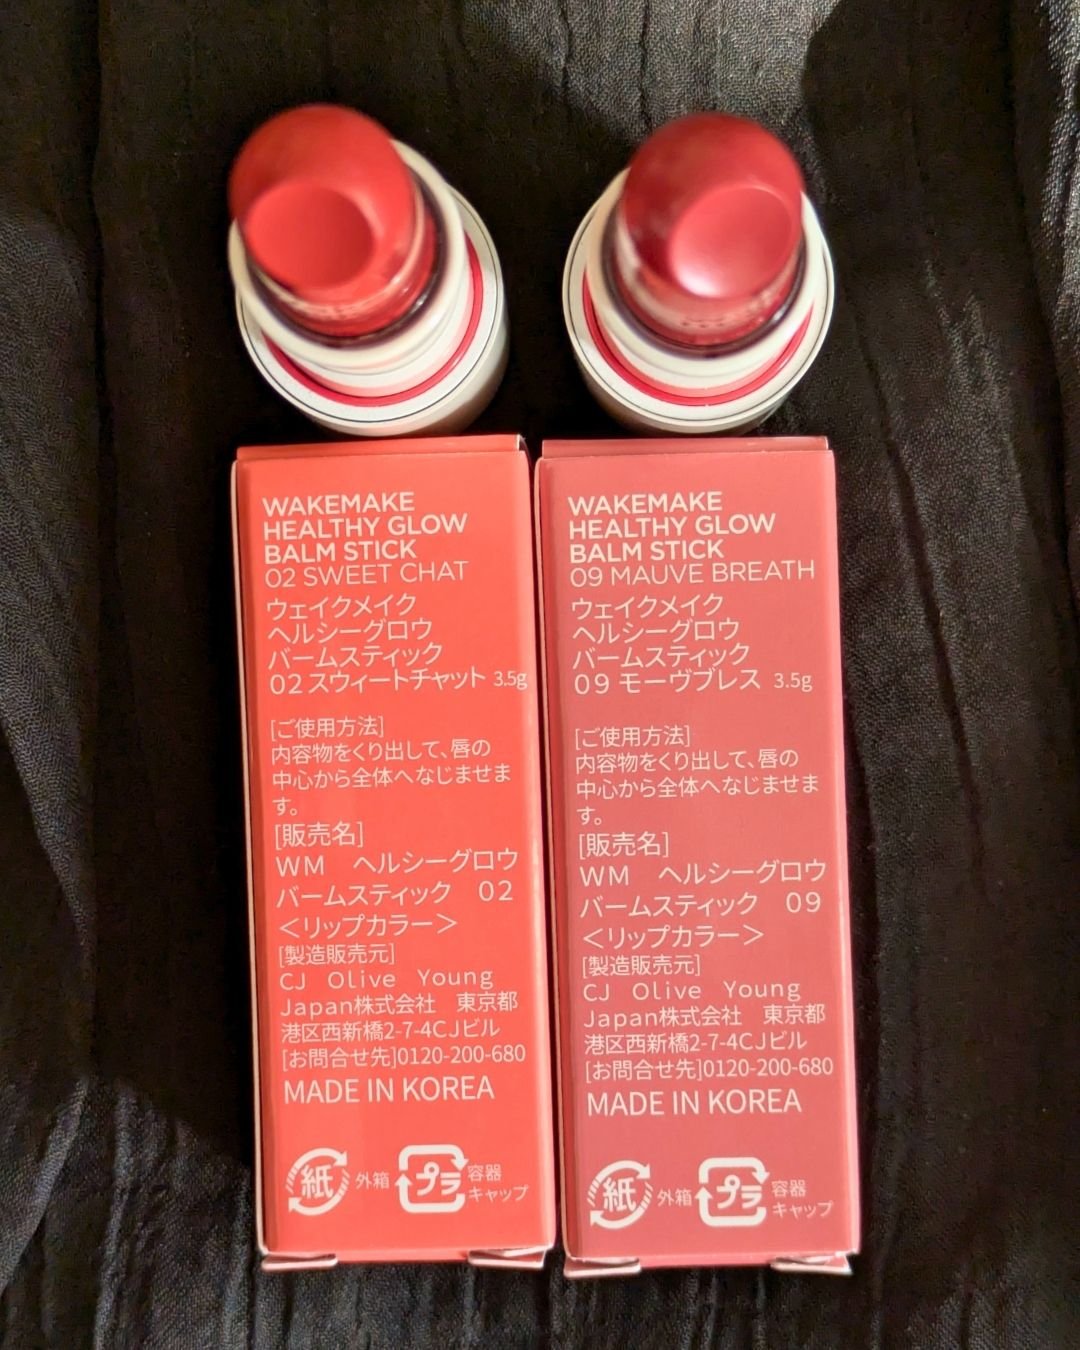 WAKEMAKE
HEALTHY GLOW
BALM STICK
02 SWEET CHAT
ウェイクメイク
ヘルシーグロウ
バームスティック
02 スウィートチャット 3.5g
[ご使用方法]
内容物をくり出して、唇の
中心から全体へなじませま
す。
[販売名]
WM ヘルシーグロウ
バームスティック 02
＜リップカラー＞
[製造販売元]
CJ Olive Young
Japan株式会社 東京都
港区西新橋2-7-4CJビル
[お問合せ先]0120-200-680
MADE IN KOREA
紙 外箱 プラ 容器
キャップ
WAKEMAKE
HEALTHY GLOW
BALM STICK
09 MAUVE BREATH
ウェイクメイク
ヘルシーグロウ
バームスティック
09 モーヴブレス 3.5g
[ご使用方法]
内容物をくり出して、唇の
中心から全体へなじませま
す。
[販売名]
WM ヘルシーグロウ
バームスティック 09
＜リップカラー＞
[製造販売元]
CJ Olive Young
Japan株式会社 東京都
港区西新橋2-7-4CJビル
[お問合せ先]0120-200-680
MADE IN KOREA
紙 外箱 プラ 容器
キャップ